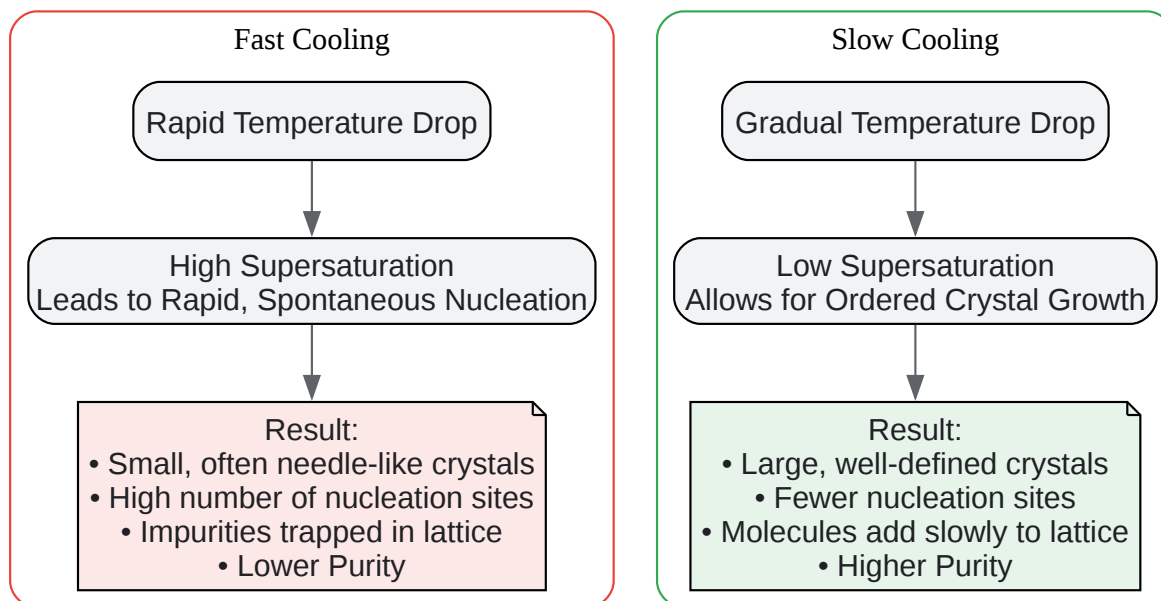 Fast Cooling
Rapid Temperature Drop
High Supersaturation
Leads to Rapid, Spontaneous Nucleation
Result:
• Small, often needle-like crystals
• High number of nucleation sites
• Impurities trapped in lattice
• Lower Purity
Slow Cooling
Gradual Temperature Drop
Low Supersaturation
Allows for Ordered Crystal Growth
Result:
• Large, well-defined crystals
• Fewer nucleation sites
• Molecules add slowly to lattice
• Higher Purity